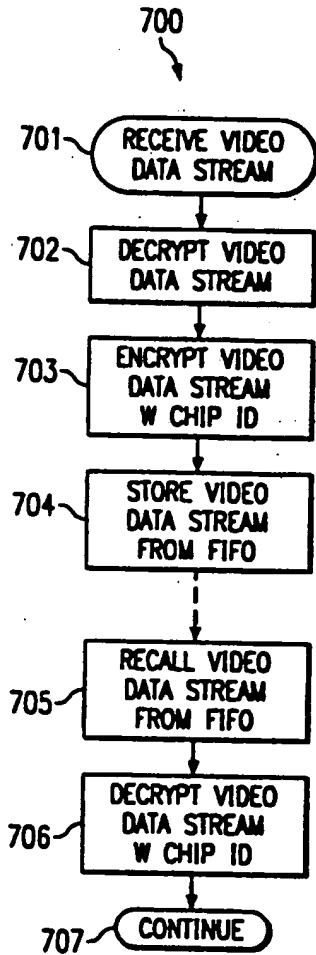 700
701
RECEIVE VIDEO
DATA STREAM
702
DECRYPT VIDEO
DATA STREAM
703
ENCRYPT VIDEO
DATA STREAM
W CHIP ID
704
STORE VIDEO
DATA STREAM
FROM FIFO
705
RECALL VIDEO
DATA STREAM
FROM FIFO
706
DECRYPT VIDEO
DATA STREAM
W CHIP ID
707
CONTINUE